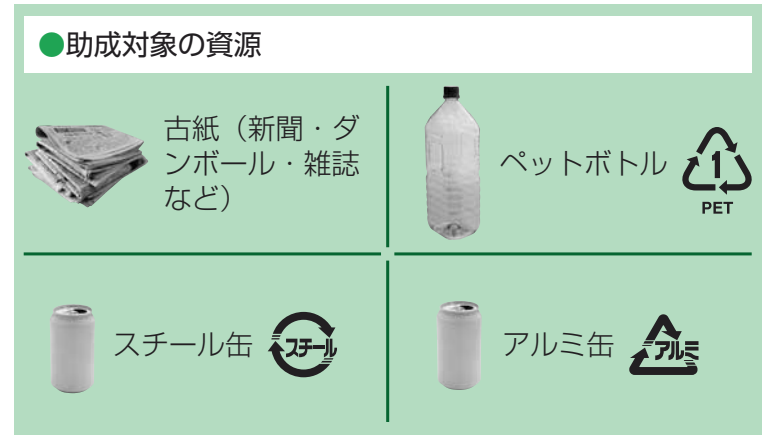 ●助成対象の資源
古紙（新聞・ダ
ンボール・雑誌
など）
ペットボトル
1
PET
スチール缶
スチール
アルミ缶
アルミ